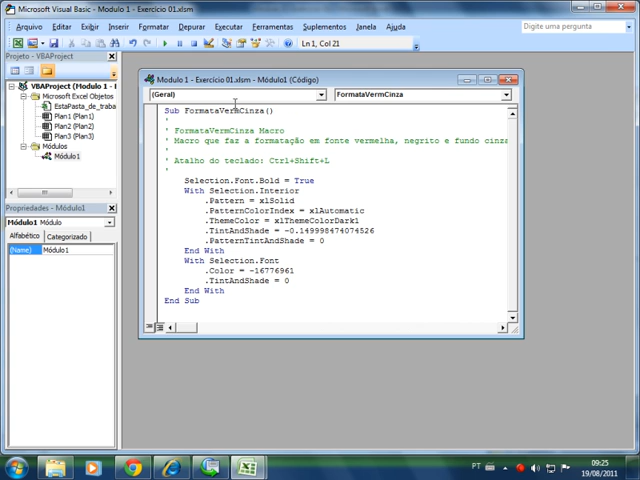 Microsoft Visual Basic - Modulo 1 - Exercício 01.xlsm
Arquivo Editar Exibir Inserir Formatar Depurar Executar Ferramentas Suplementos Janela Ajuda
Digite uma pergunta
Ln 1, Col 21
Projeto - VBAProject
VBAProject (Modulo 1 - 
Microsoft Excel Objetos
EstaPasta_de_traba
Plan1 (Plan1)
Plan2 (Plan2)
Plan3 (Plan3)
Módulos
Módulo1
Propriedades - Módulo1
Módulo1 Módulo
Alfabético Categorizado
(Name) Módulo1
Modulo 1 - Exercício 01.xlsm - Módulo1 (Código)
(Geral) FormataVermCinza
Sub FormataVermCinza()
'
' FormataVermCinza Macro
' Macro que faz a formatação em fonte vermelha, negrito e fundo cinza
'
' Atalho do teclado: Ctrl+Shift+L
'
Selection.Font.Bold = True
With Selection.Interior
.Pattern = xlSolid
.PatternColorIndex = xlAutomatic
.ThemeColor = xlThemeColorDark1
.TintAndShade = -0.149998474074526
.PatternTintAndShade = 0
End With
With Selection.Font
.Color = -16776961
.TintAndShade = 0
End With
End Sub
PT
09:25
19/08/2011